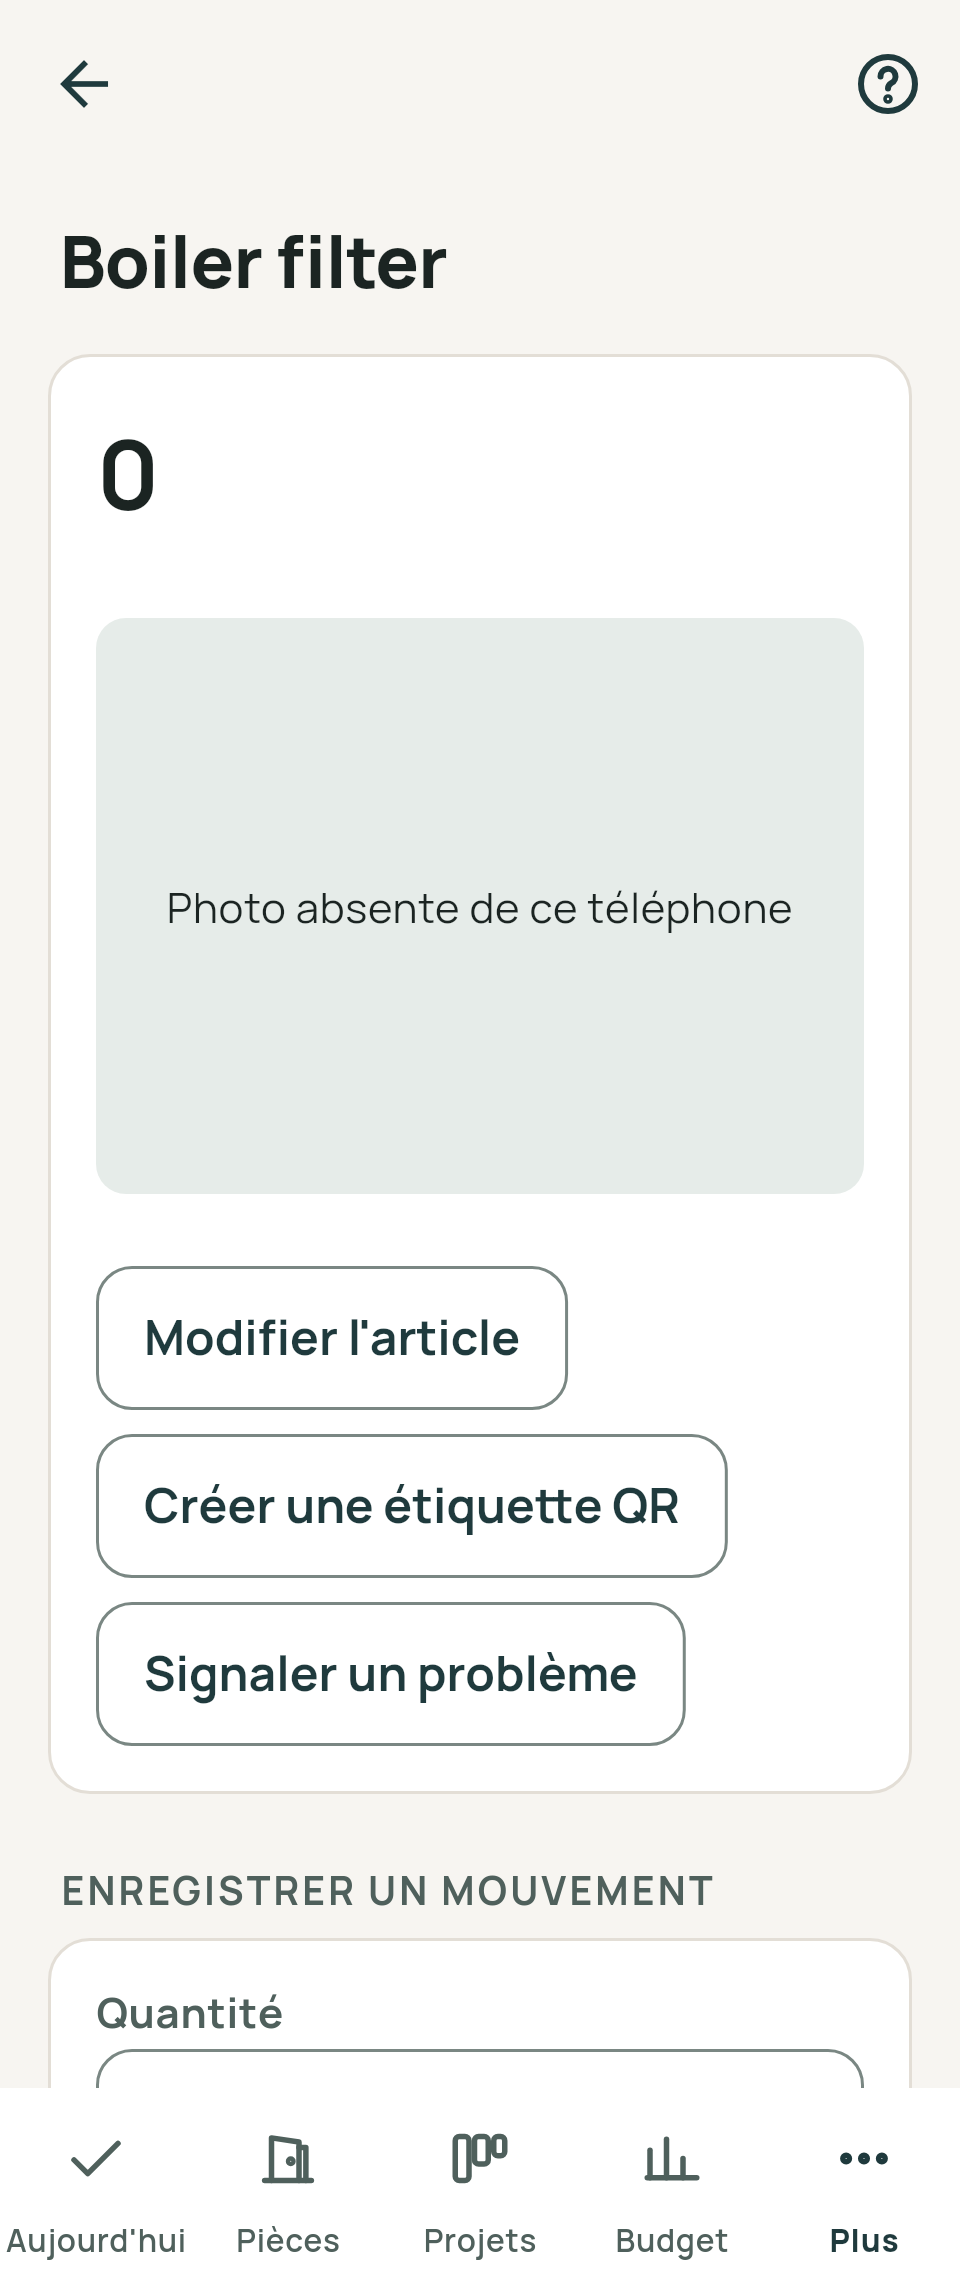 Boiler filter
0
Photo absente de ce téléphone
Modifier l'article
Créer une étiquette QR
Signaler un problème
ENREGISTRER UN MOUVEMENT
Quantité
Aujourd'hui
Pièces
Projets
Budget
Plus